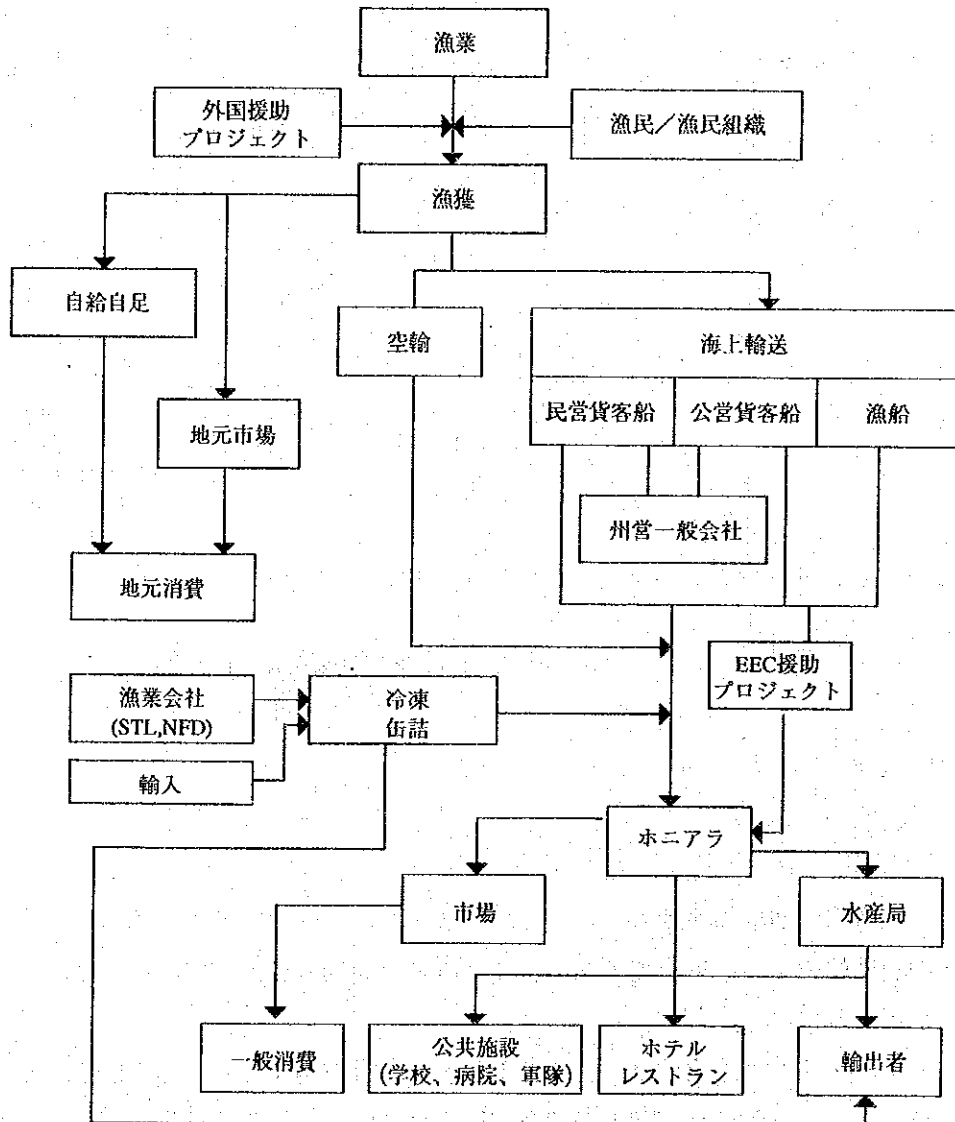 漁業
外国援助
プロジェクト
漁民／漁民組織
漁獲
自給自足
空輸
海上輸送
民営貨客船
公営貨客船
漁船
地元市場
州営一般会社
地元消費
EEC援助
プロジェクト
漁業会社
(STL,NFD)
冷凍
缶詰
輸入
ホニアラ
市場
水産局
一般消費
公共施設
(学校、病院、軍隊)
ホテル
レストラン
輸出者